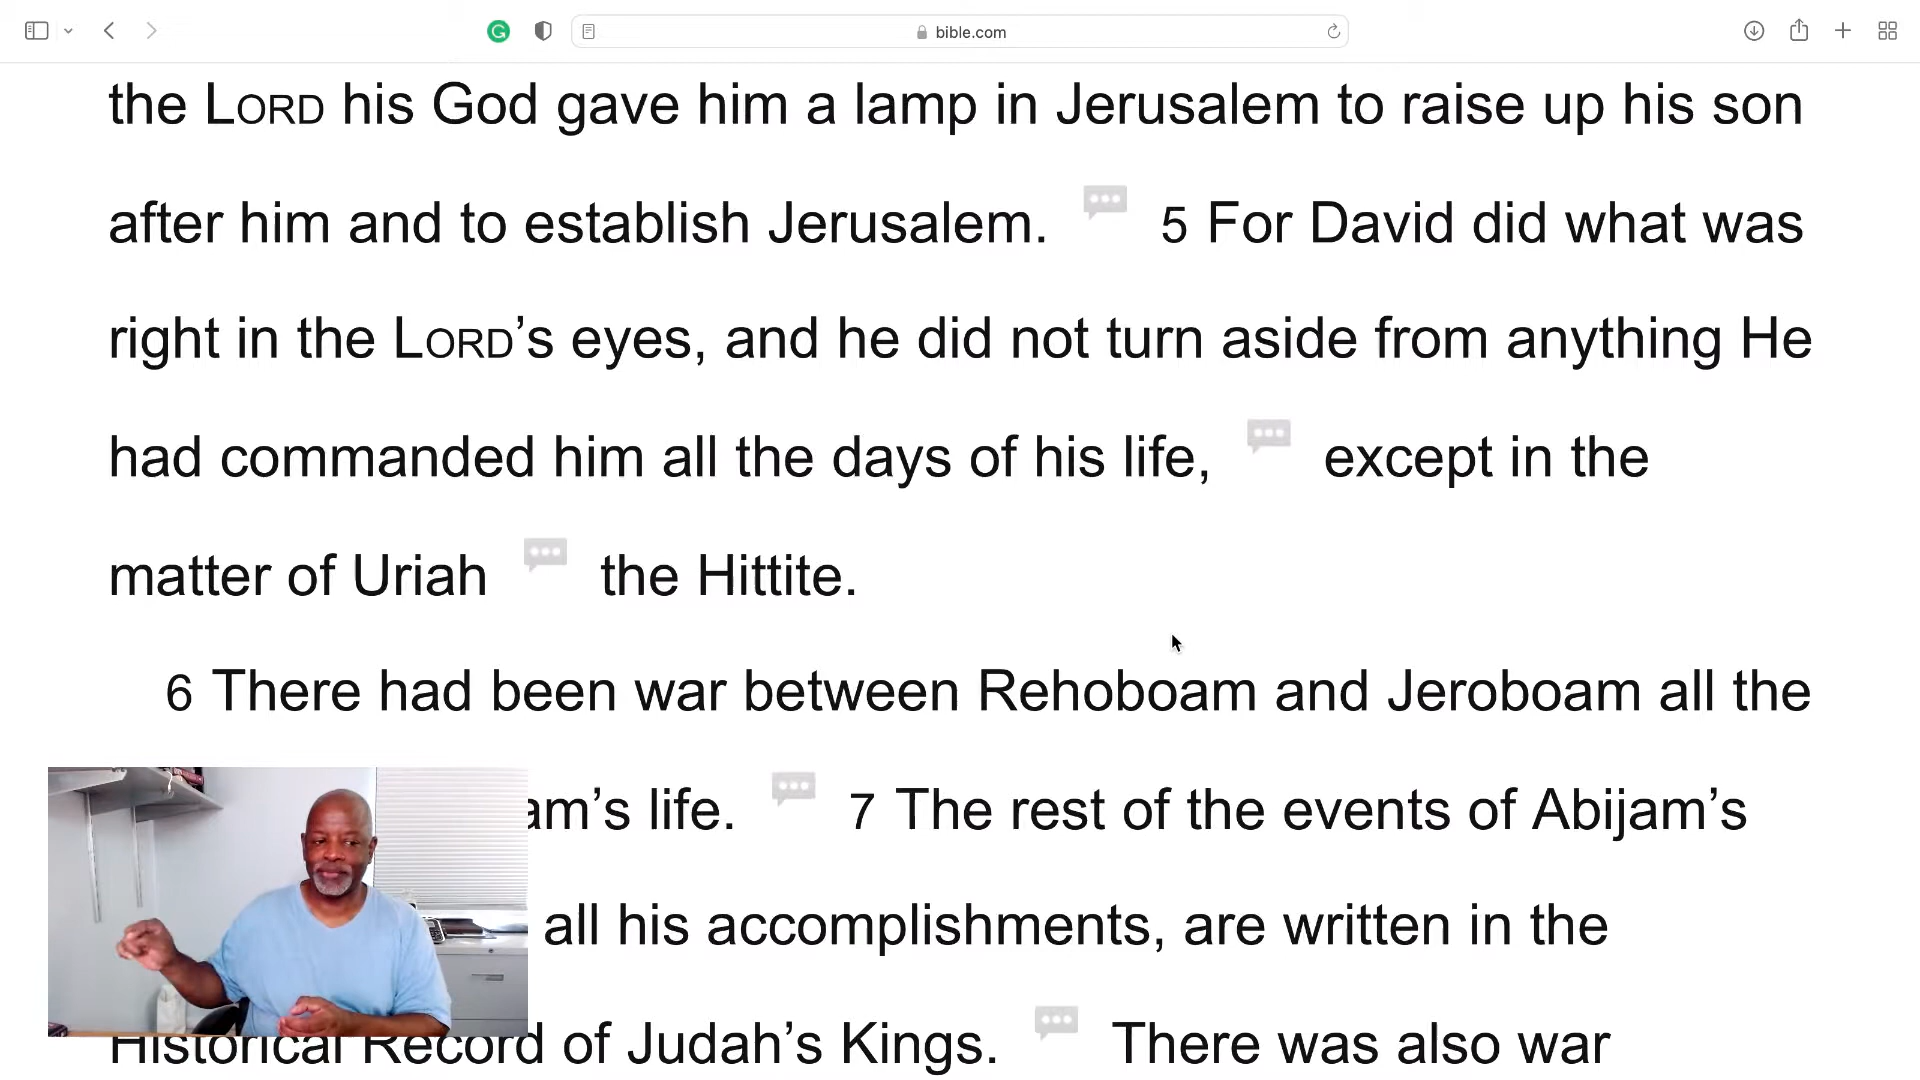 bible.com
the LORD his God gave him a lamp in Jerusalem to raise up his son
after him and to establish Jerusalem. 5 For David did what was
right in the LORD’s eyes, and he did not turn aside from anything He
had commanded him all the days of his life, except in the
matter of Uriah the Hittite.
6 There had been war between Rehoboam and Jeroboam all the
am’s life. 7 The rest of the events of Abijam’s
all his accomplishments, are written in the
Historical Record of Judah’s Kings. There was also war